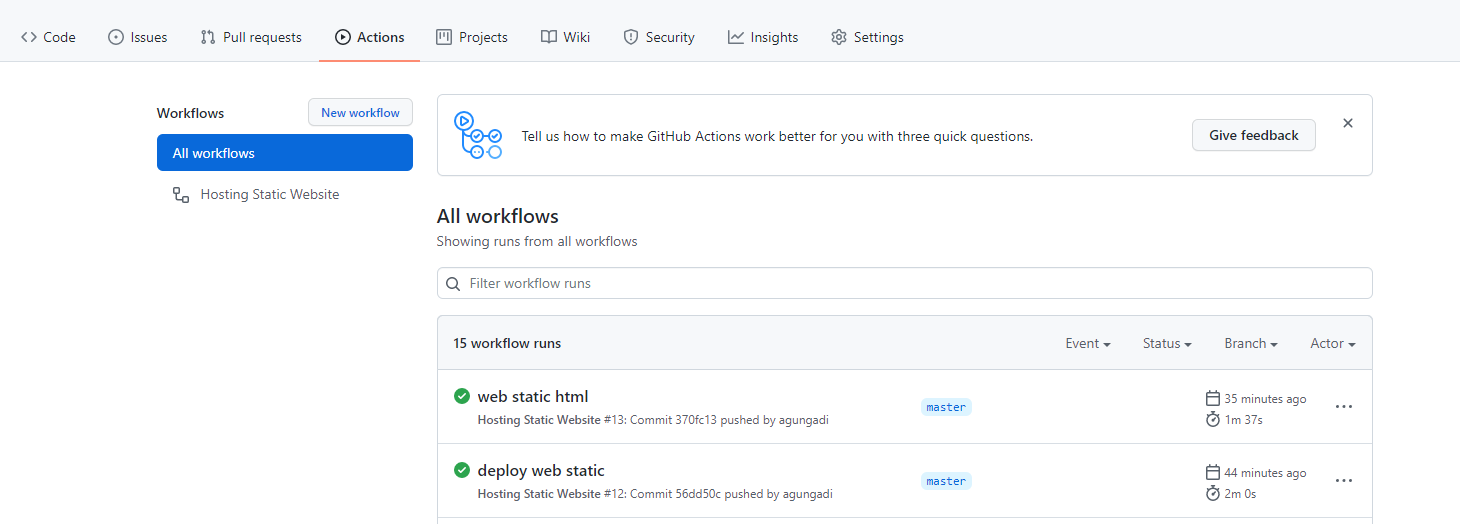 Code Issues Pull requests Actions Projects Wiki Security Insights Settings
Workflows
New workflow
All workflows
Hosting Static Website
Tell us how to make GitHub Actions work better for you with three quick questions.
Give feedback
All workflows
Showing runs from all workflows
Filter workflow runs
15 workflow runs
Event Status Branch Actor
web static html
Hosting Static Website #13: Commit 370fc13 pushed by agungadi
master
35 minutes ago
1m 37s
deploy web static
Hosting Static Website #12: Commit 56dd50c pushed by agungadi
master
44 minutes ago
2m 0s